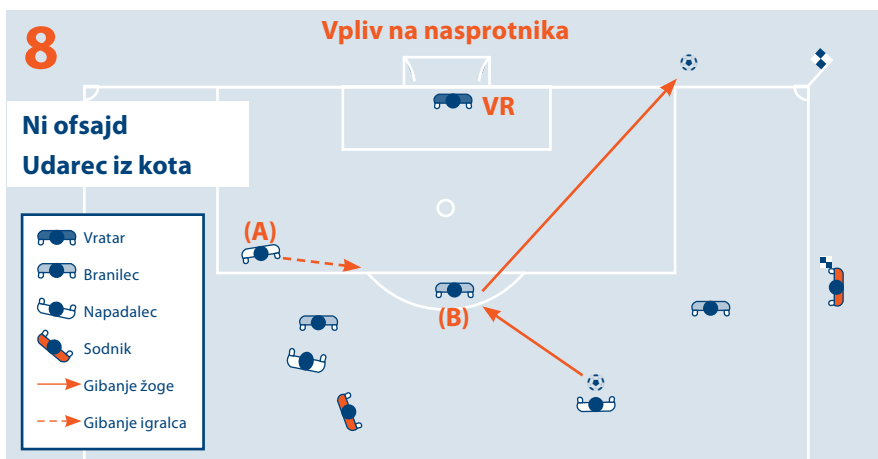 8
Vpliv na nasprotnika
VR
Ni ofsajd
Udarec iz kota
(A)
(B)
Vratar
Branilec
Napadalec
Sodnik
Gibanje žoge
Gibanje igralca